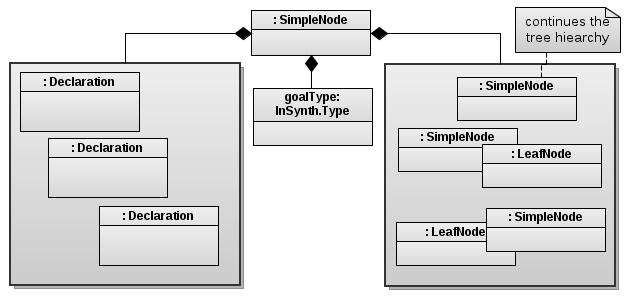 : SimpleNode
continues the
tree hiearchy
: Declaration
: Declaration
: Declaration
goalType:
InSynth.Type
: SimpleNode
: SimpleNode
: LeafNode
: SimpleNode
: LeafNode